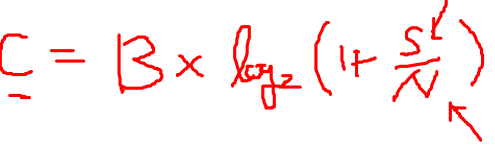 C = B × log₂ (1 + S/N)